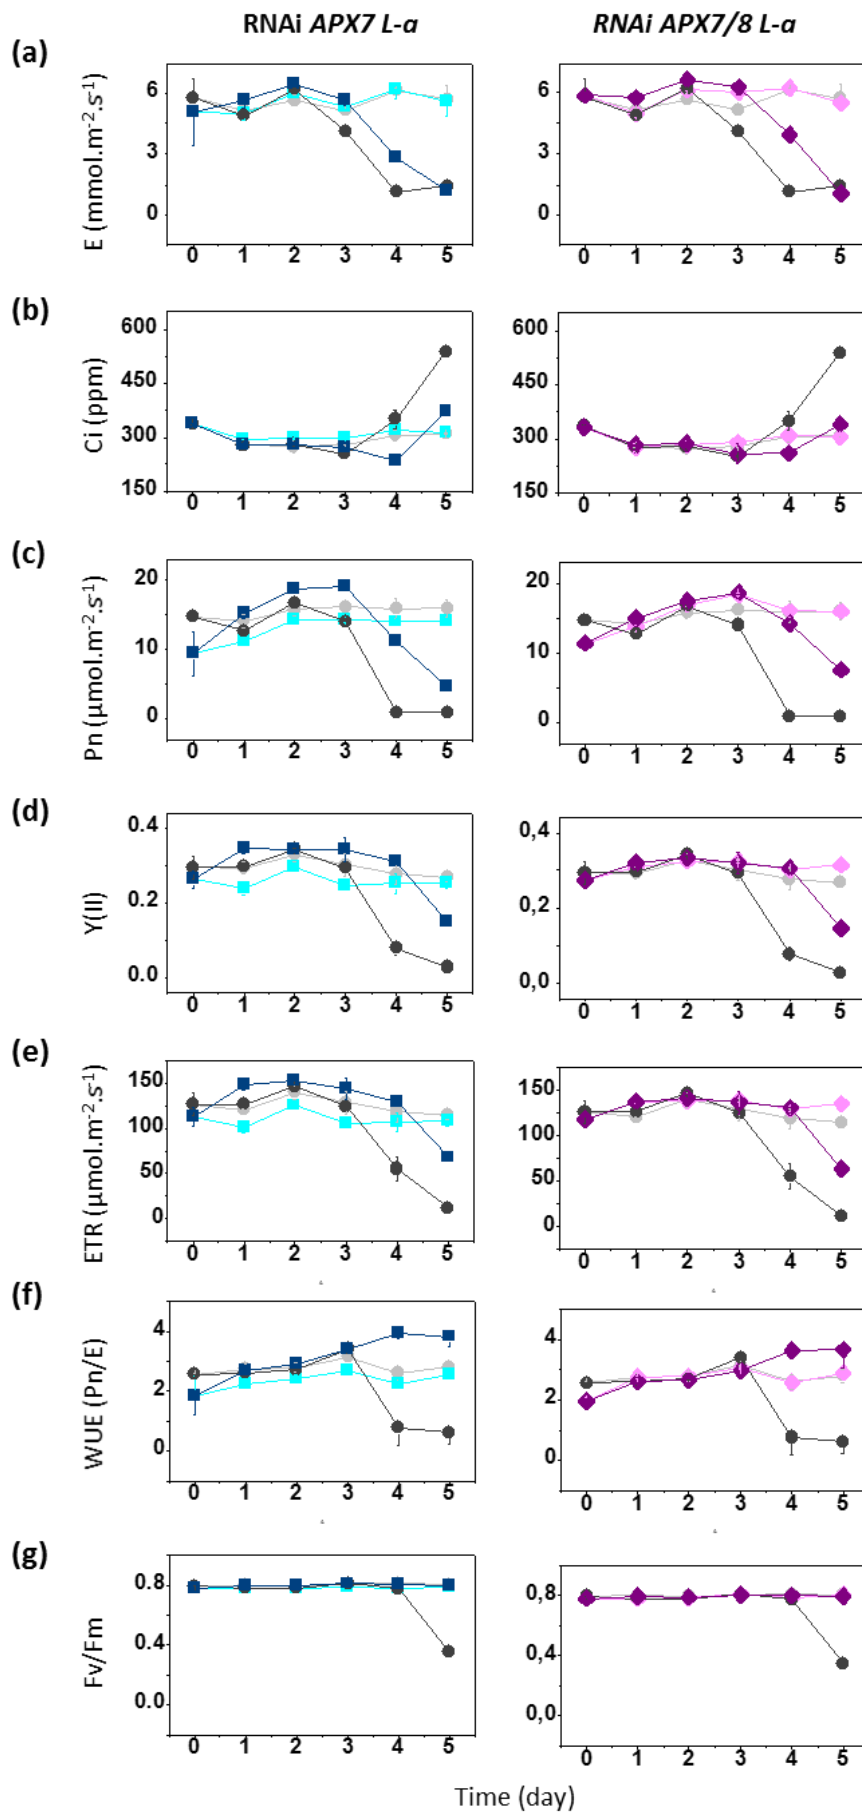 RNAi APX7 L-a
RNAi APX7/8 L-a
(a)
E (mmol.m-2.s-1)
6
3
0
0 1 2 3 4 5
6
3
0
0 1 2 3 4 5
(b)
Ci (ppm)
600
450
300
150
0 1 2 3 4 5
600
450
300
150
0 1 2 3 4 5
(c)
Pn (μmol.m-2.s-1)
20
10
0
0 1 2 3 4 5
20
10
0
0 1 2 3 4 5
(d)
Y(II)
0.4
0.2
0.0
0 1 2 3 4 5
0,4
0,2
0,0
0 1 2 3 4 5
(e)
ETR (μmol.m-2.s-1)
150
100
50
0
0 1 2 3 4 5
150
100
50
0
0 1 2 3 4 5
(f)
WUE (Pn/E)
4
2
0
0 1 2 3 4 5
4
2
0
0 1 2 3 4 5
(g)
Fv/Fm
0.8
0.4
0.0
0 1 2 3 4 5
0,8
0,4
0,0
0 1 2 3 4 5
Time (day)